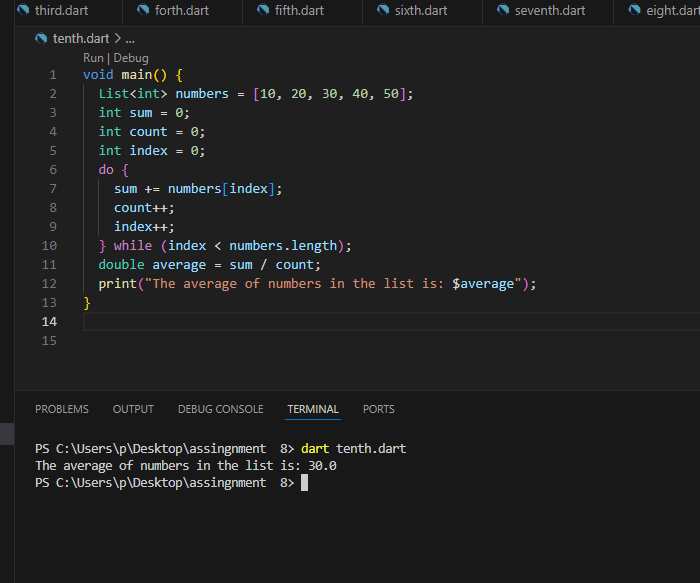 third.dart forth.dart fifth.dart sixth.dart seventh.dart eight.dart
tenth.dart > ...
Run | Debug
1 void main() {
2 List<int> numbers = [10, 20, 30, 40, 50];
3 int sum = 0;
4 int count = 0;
5 int index = 0;
6 do {
7 sum += numbers[index];
8 count++;
9 index++;
10 } while (index < numbers.length);
11 double average = sum / count;
12 print("The average of numbers in the list is: $average");
13 }
14
15
PROBLEMS OUTPUT DEBUG CONSOLE TERMINAL PORTS
PS C:\Users\p\Desktop\assingnment  8> dart tenth.dart
The average of numbers in the list is: 30.0
PS C:\Users\p\Desktop\assingnment  8>